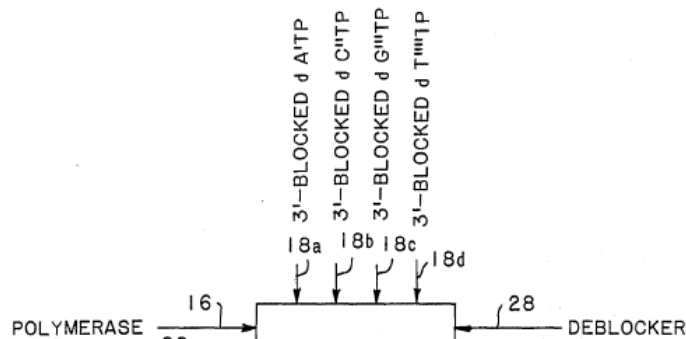 3'-BLOCKED d A'TP
3'-BLOCKED d C"TP
3'-BLOCKED d G'''TP
3'-BLOCKED d T''''TP
18a
18b
18c
18d
POLYMERASE
16
28
DEBLOCKER